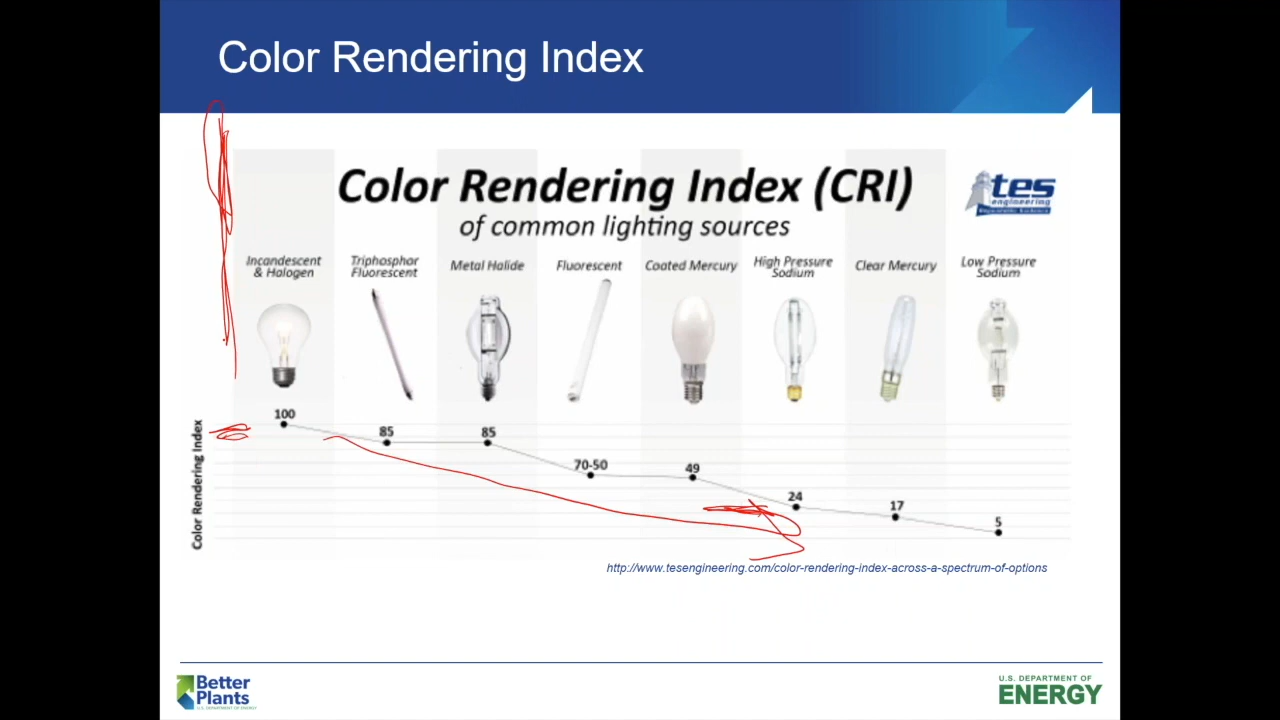 Color Rendering Index
Color Rendering Index (CRI)
of common lighting sources
tes
engineering
Incandescent
& Halogen
Triphosphor
Fluorescent
Metal Halide
Fluorescent
Coated Mercury
High Pressure
Sodium
Clear Mercury
Low Pressure
Sodium
Color Rendering Index
100
85
85
70-50
49
24
17
5
http://www.tesengineering.com/color-rendering-index-across-a-spectrum-of-options
Better
Plants
U.S. DEPARTMENT OF ENERGY
U.S. DEPARTMENT OF
ENERGY